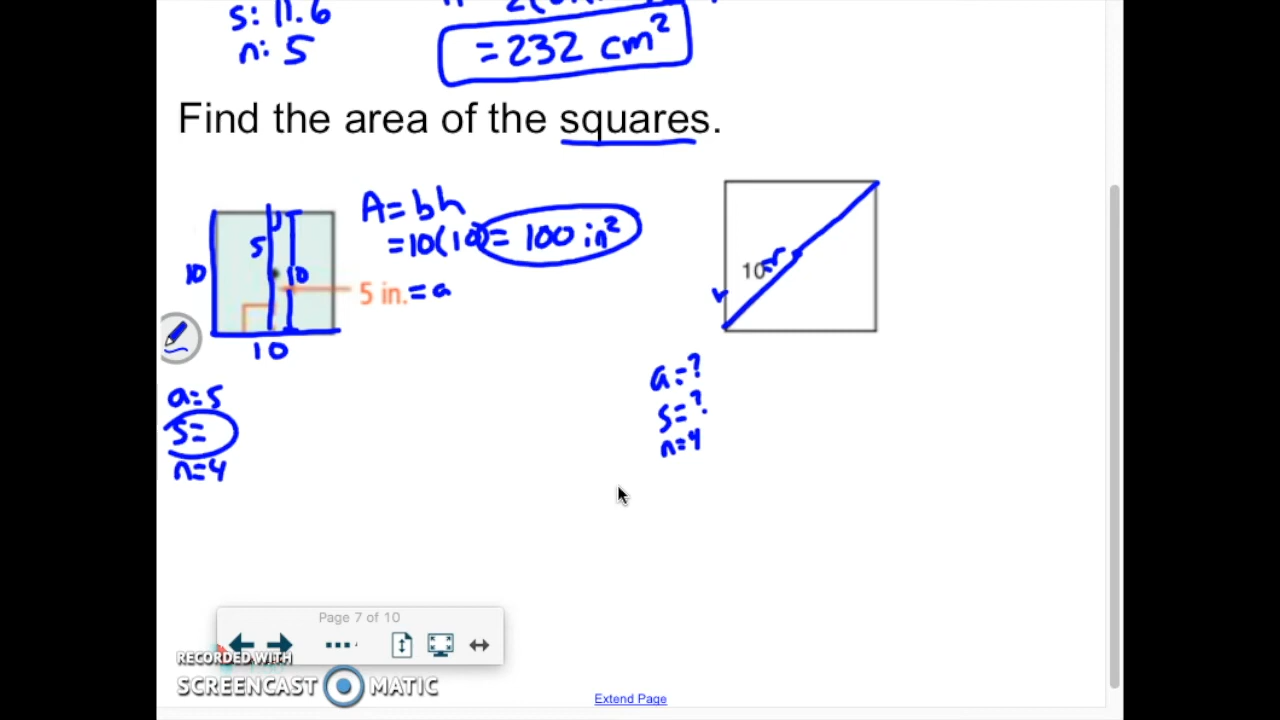 s: 11.6
n: 5
= 232 cm²
Find the area of the squares.
A = bh
= 10(10) = 100 in²
5
10
10
5 in. = a
10
a=5
s=
n=4
10 = r
a=?
s=?
n=4
Page 7 of 10
RECORDED WITH
SCREENCAST MATIC
Extend Page